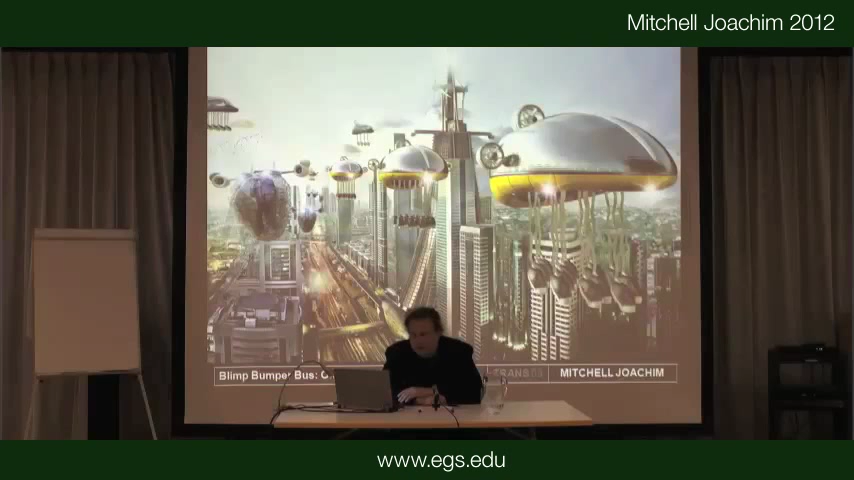 Mitchell Joachim 2012
Blimp Bumper Bus:
MITCHELL JOACHIM
www.egs.edu